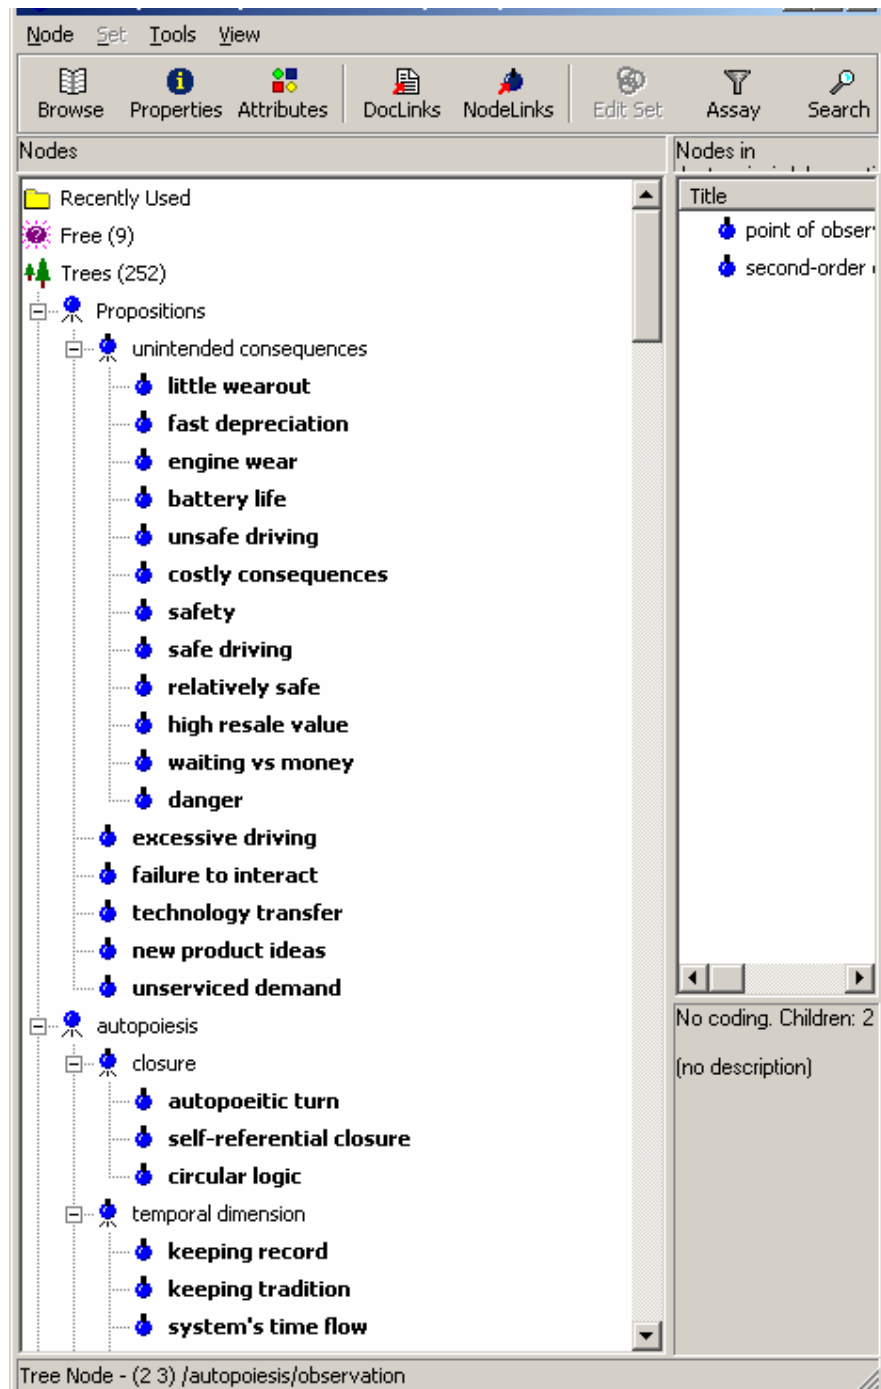 Node Set Tools View
Browse Properties Attributes DocLinks NodeLinks Edit Set Assay Search
Nodes
Nodes in
Recently Used
Free (9)
Trees (252)
Propositions
unintended consequences
little wearout
fast depreciation
engine wear
battery life
unsafe driving
costly consequences
safety
safe driving
relatively safe
high resale value
waiting vs money
danger
excessive driving
failure to interact
technology transfer
new product ideas
unserviced demand
autopoiesis
closure
autopoeitic turn
self-referential closure
circular logic
temporal dimension
keeping record
keeping tradition
system's time flow
Title
point of obser
second-order
No coding. Children: 2
(no description)
Tree Node - (2 3) /autopoiesis/observation